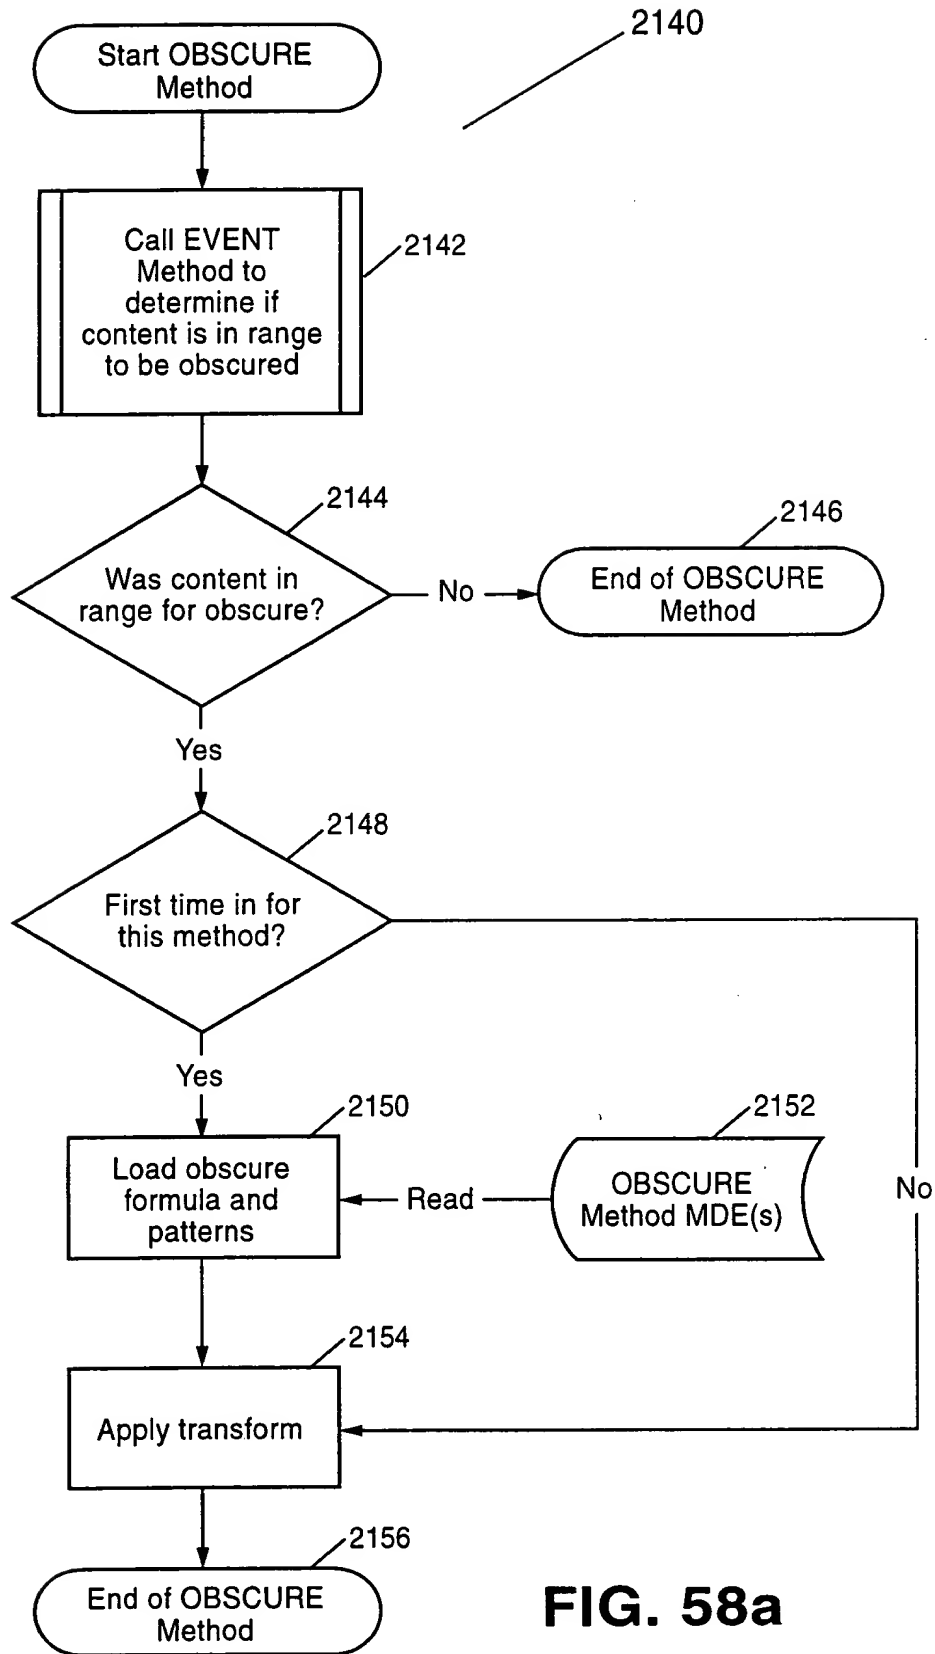 2140
Start OBSCURE
Method
Call EVENT
Method to
determine if
content is in range
to be obscured
2142
2144
Was content in
range for obscure?
No
2146
End of OBSCURE
Method
Yes
2148
First time in for
this method?
Yes
No
2150
Load obscure
formula and
patterns
Read
2152
OBSCURE
Method MDE(s)
2154
Apply transform
2156
End of OBSCURE
Method
FIG. 58a